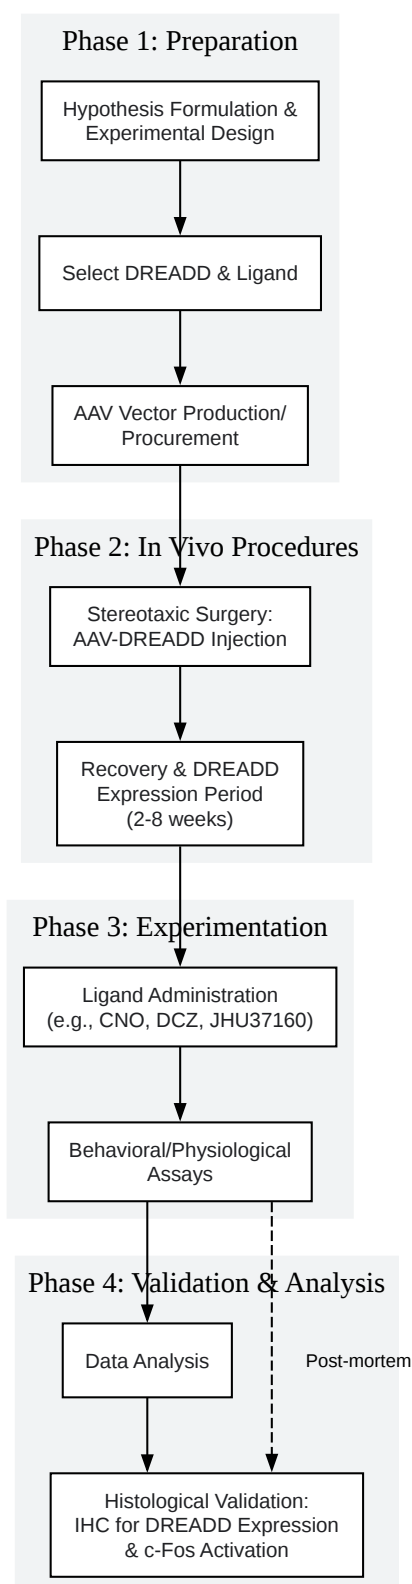 Phase 1: Preparation
Hypothesis Formulation &
Experimental Design
Select DREADD & Ligand
AAV Vector Production/
Procurement
Phase 2: In Vivo Procedures
Stereotaxic Surgery:
AAV-DREADD Injection
Recovery & DREADD
Expression Period
(2-8 weeks)
Phase 3: Experimentation
Ligand Administration
(e.g., CNO, DCZ, JHU37160)
Behavioral/Physiological
Assays
Phase 4: Validation & Analysis
Data Analysis
Post-mortem
Histological Validation:
IHC for DREADD Expression
& c-Fos Activation